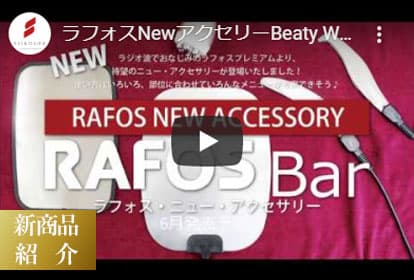 ラフォスNewアクセサリーBeaty W...
NEW
ラジオ波でおなじみのラフォスプレミアムより、
待望のニュー・アクセサリーが登場いたしました!
RAFOS NEW ACCESSORY
RAFOS Bar
ラフォス・ニュー・アクセサリー
6月発売
新商品
紹介